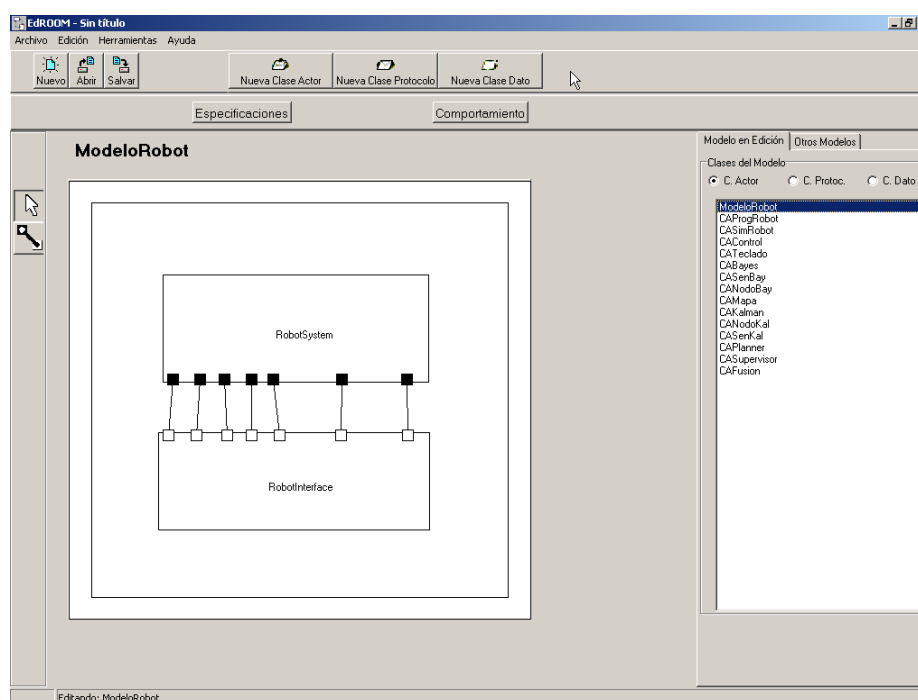 EdROOM - Sin título
Archivo Edición Herramientas Ayuda
Nuevo Abrir Salvar Nueva Clase Actor Nueva Clase Protocolo Nueva Clase Dato
Especificaciones Comportamiento
ModeloRobot
RobotSystem
RobotInterface
Modelo en Edición Otros Modelos
Clases del Modelo
C. Actor C. Protoc. C. Dato
ModeloRobot
CAProgRobot
CASimRobot
CAControl
CATeclado
CABayes
CASenBay
CANodoBay
CAMapa
CAKalman
CANodoKal
CASenKal
CAPlanner
CASupervisor
CAFusion
Editando: ModeloRobot